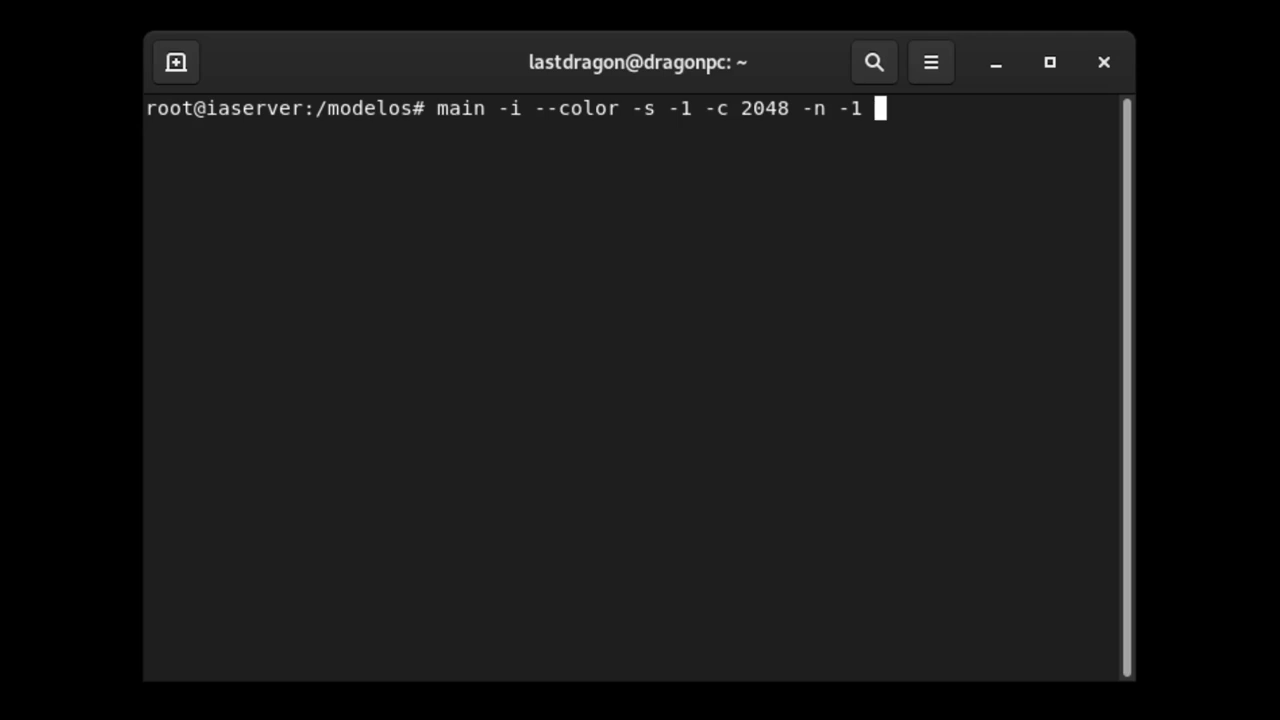 lastdragon@dragonpc: ~
root@iaserver:/modelos# main -i --color -s -1 -c 2048 -n -1